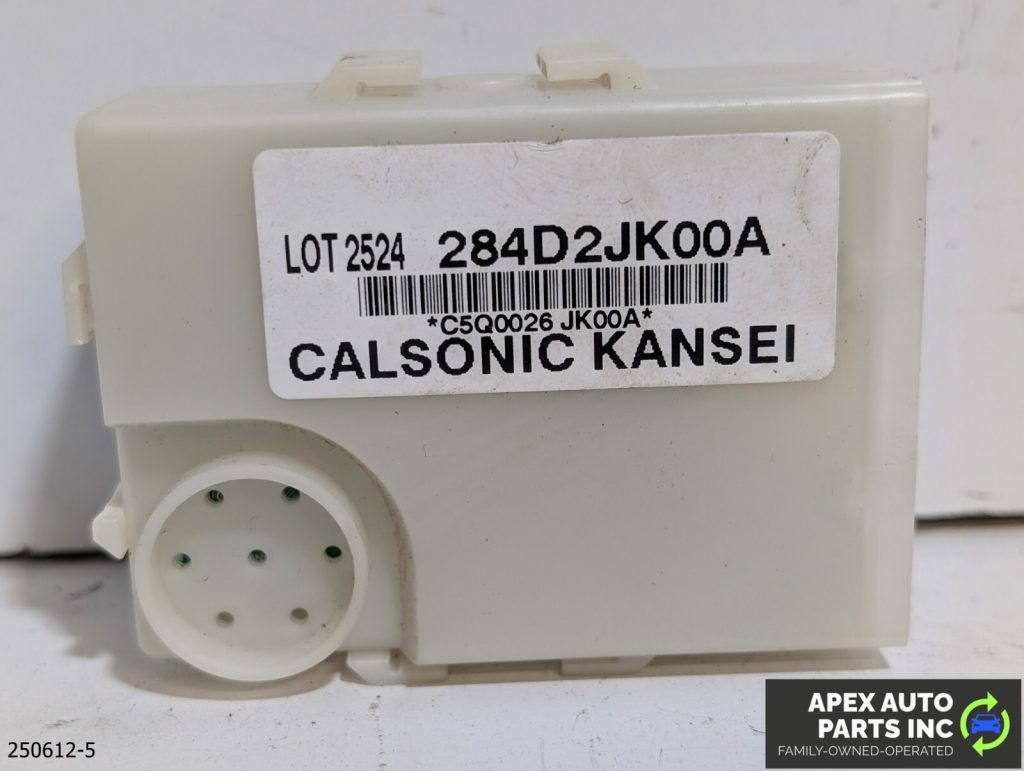 LOT 2524 284D2JK00A
*C5Q0026 JK00A*
CALSONIC KANSEI
250612-5
APEX AUTO
PARTS INC
FAMILY-OWNED-OPERATED